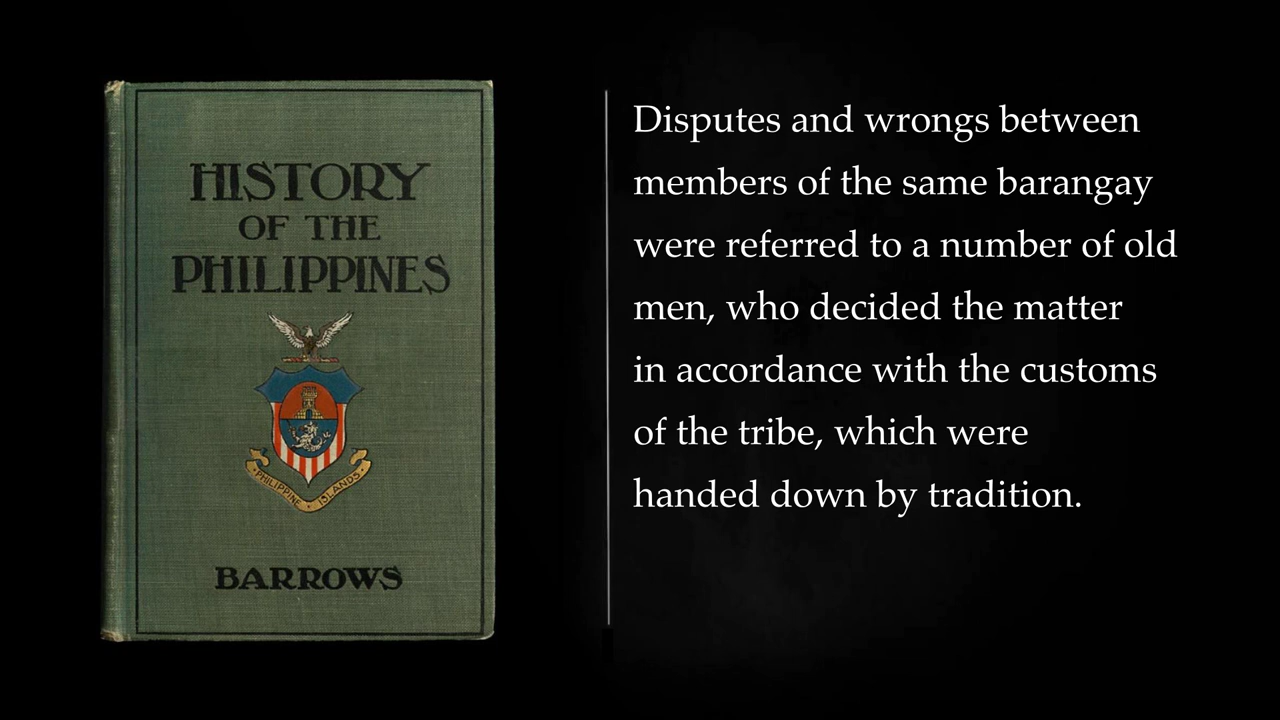 HISTORY
OF THE
PHILIPPINES
PHILIPPINE ISLANDS
BARROWS
Disputes and wrongs between
members of the same barangay
were referred to a number of old
men, who decided the matter
in accordance with the customs
of the tribe, which were
handed down by tradition.